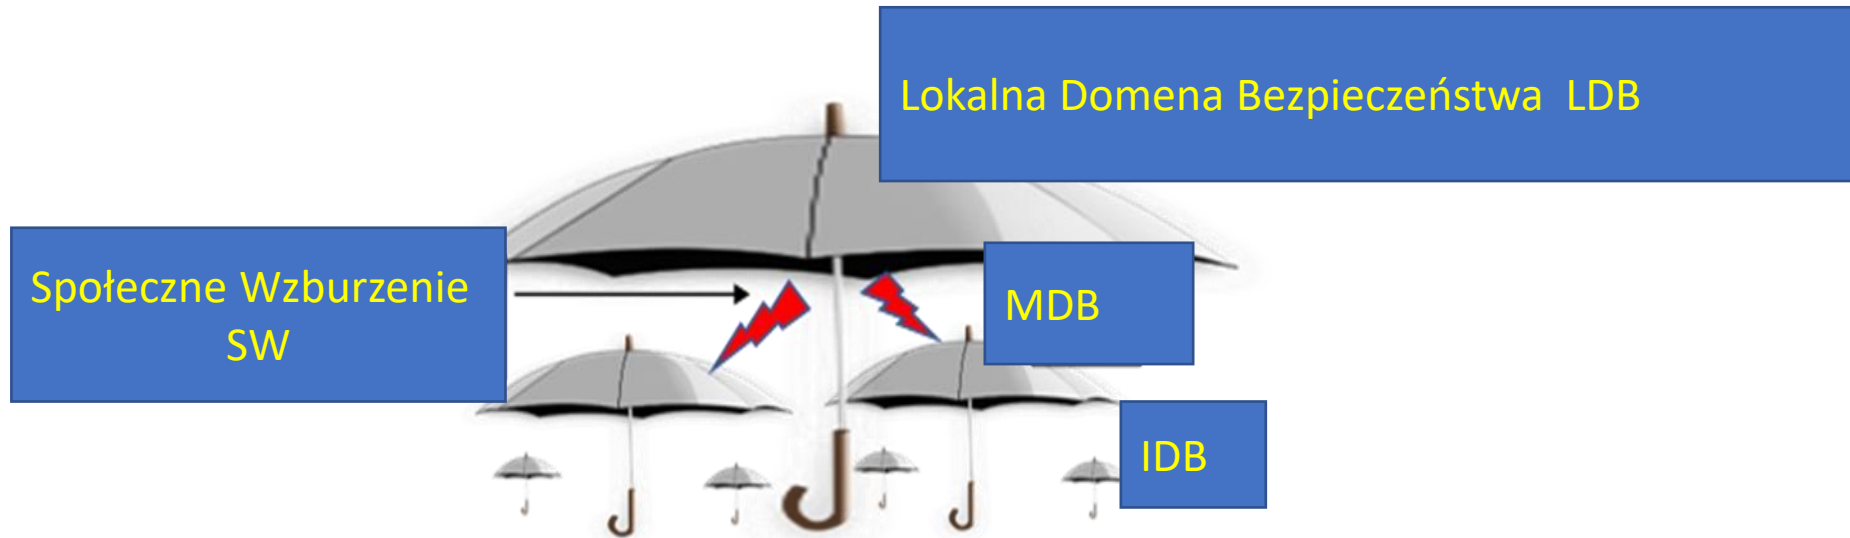 Lokalna Domena Bezpieczeństwa  LDB
Społeczne Wzburzenie
SW
MDB
IDB